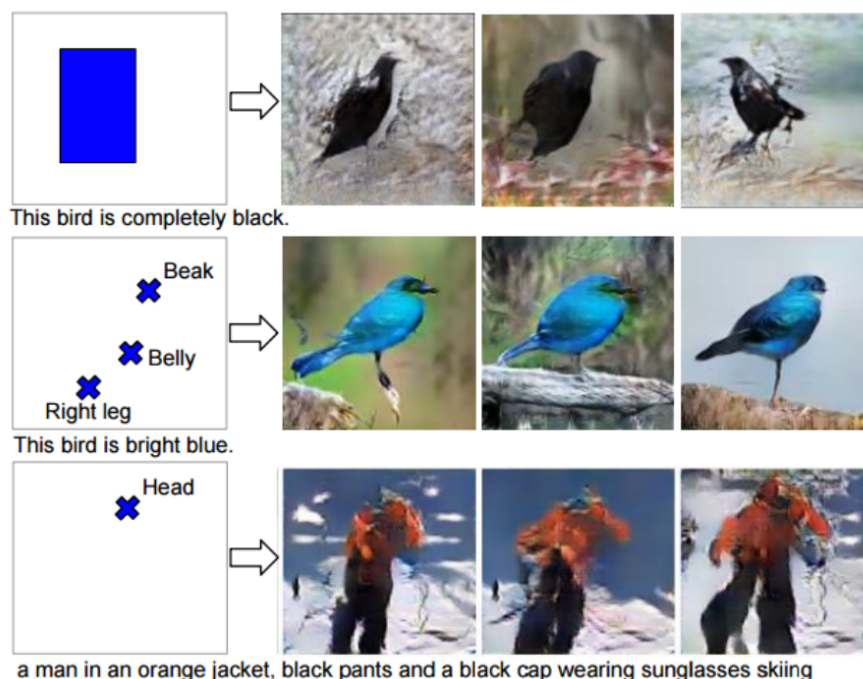 This bird is completely black.
Beak
Belly
Right leg
This bird is bright blue.
Head
a man in an orange jacket, black pants and a black cap wearing sunglasses skiing